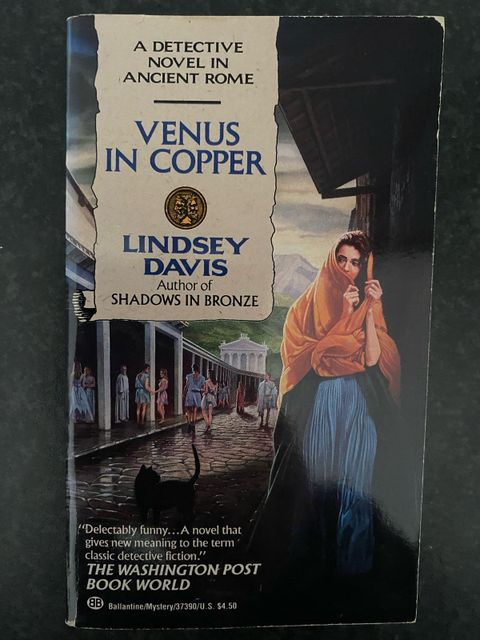 A DETECTIVE
NOVEL IN
ANCIENT ROME
VENUS
IN COPPER
LINDSEY
DAVIS
Author of
SHADOWS IN BRONZE
"Delectably funny...A novel that
gives new meaning to the term
classic detective fiction."
THE WASHINGTON POST
BOOK WORLD
BB Ballantine/Mystery/37390/U.S. $4.50